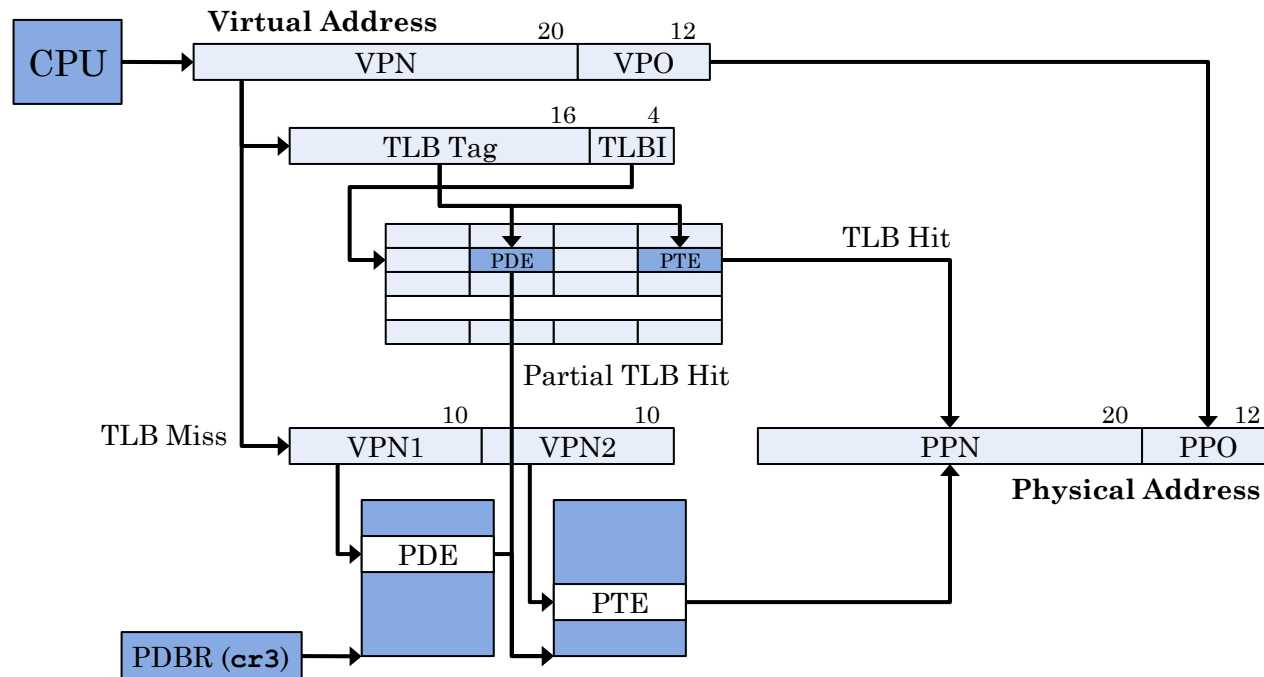 Virtual Address
20
12
CPU
VPN
VPO
16
4
TLB Tag
TLBI
TLB Hit
PDE
PTE
Partial TLB Hit
TLB Miss
10
10
20
12
VPN1
VPN2
PPN
PPO
Physical Address
PDE
PTE
PDBR (cr3)